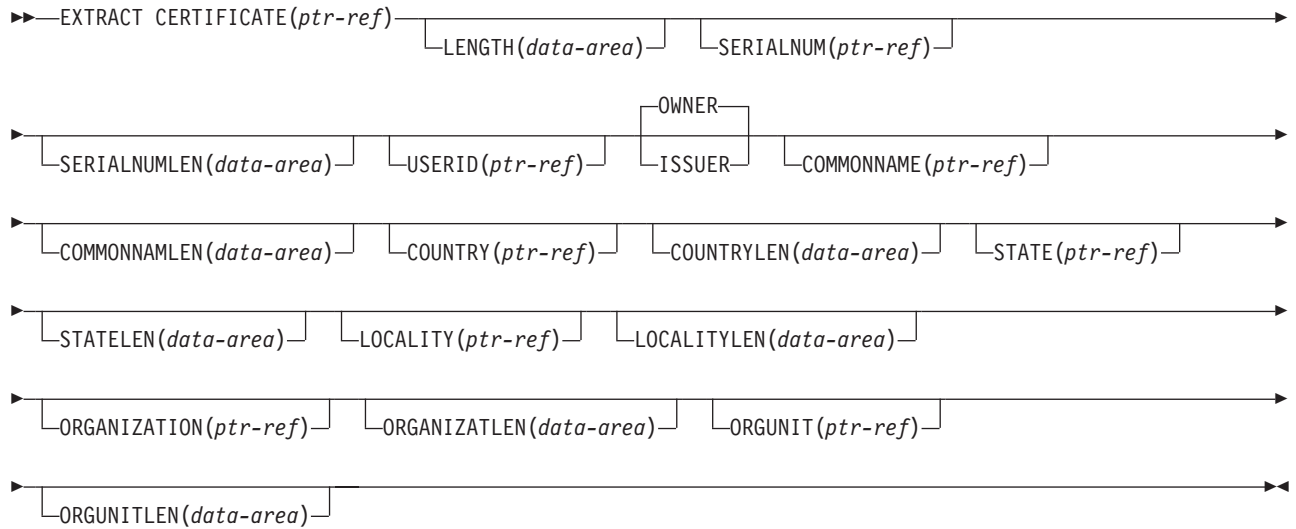 EXTRACT CERTIFICATE(ptr-ref)
LENGTH(data-area) SERIALNUM(ptr-ref)
OWNER
SERIALNUMLEN(data-area) USERID(ptr-ref) ISSUER COMMONNAME(ptr-ref)
COMMONNAMLEN(data-area) COUNTRY(ptr-ref) COUNTRYLEN(data-area) STATE(ptr-ref)
STATELEN(data-area) LOCALITY(ptr-ref) LOCALITYLEN(data-area)
ORGANIZATION(ptr-ref) ORGANIZATLEN(data-area) ORGUNIT(ptr-ref)
ORGUNITLEN(data-area)